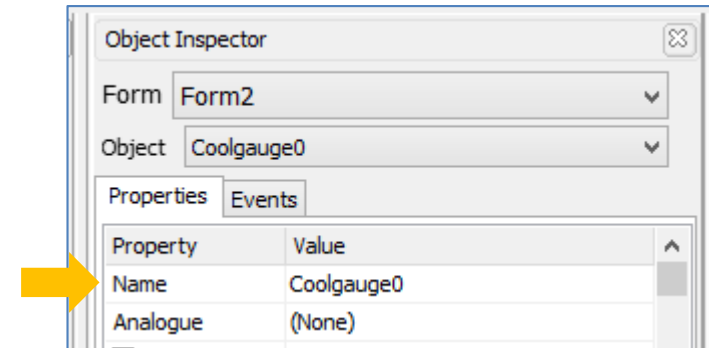 Object Inspector
Form Form2
Object Coolgauge0
Properties Events
Property Value
Name Coolgauge0
Analogue (None)